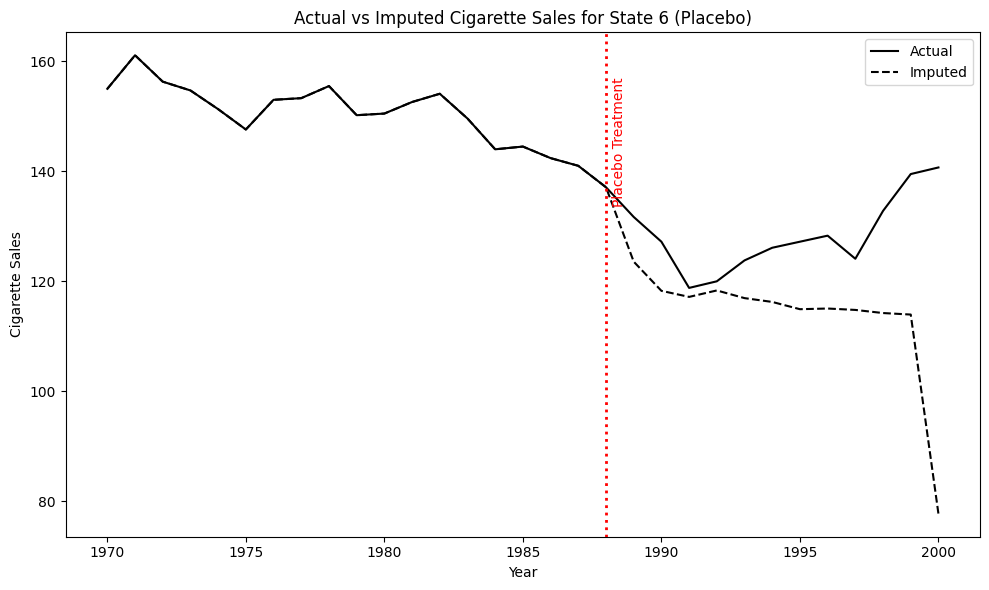 Actual vs Imputed Cigarette Sales for State 6 (Placebo)
Actual
Imputed
Placebo Treatment
Cigarette Sales
160
140
120
100
80
1970
1975
1980
1985
1990
1995
2000
Year